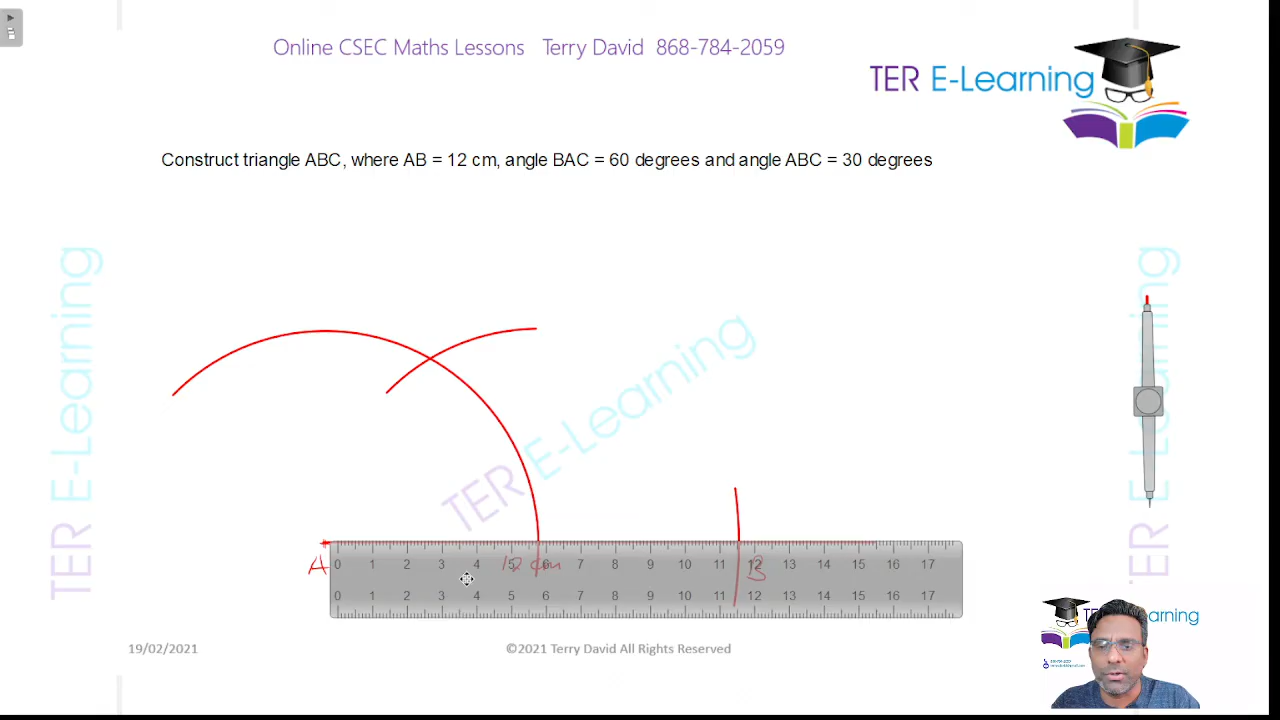 Online CSEC Maths Lessons Terry David 868-784-2059
TER E-Learning
Construct triangle ABC, where AB = 12 cm, angle BAC = 60 degrees and angle ABC = 30 degrees
TER E-Learning
TER E-Learning
TER E-Learning
A
12 cm
B
0 1 2 3 4 5 6 7 8 9 10 11 12 13 14 15 16 17
0 1 2 3 4 5 6 7 8 9 10 11 12 13 14 15 16 17
19/02/2021
©2021 Terry David All Rights Reserved